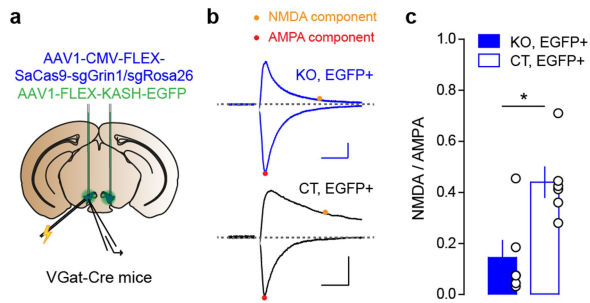 a
AAV1-CMV-FLEX-
SaCas9-sgGrin1/sgRosa26
AAV1-FLEX-KASH-EGFP
VGat-Cre mice
b
NMDA component
AMPA component
KO, EGFP+
CT, EGFP+
c
KO, EGFP+
CT, EGFP+
*
NMDA / AMPA
1.0
0.8
0.6
0.4
0.2
0.0